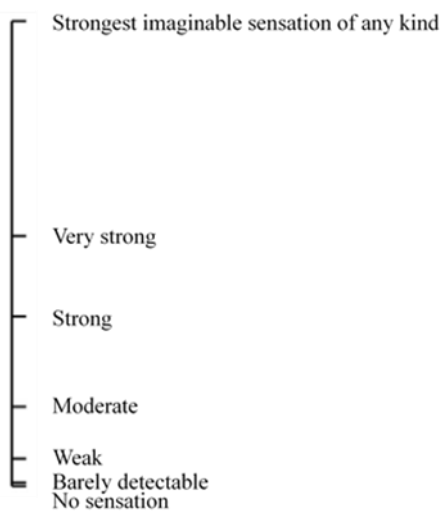 Strongest imaginable sensation of any kind
Very strong
Strong
Moderate
Weak
Barely detectable
No sensation